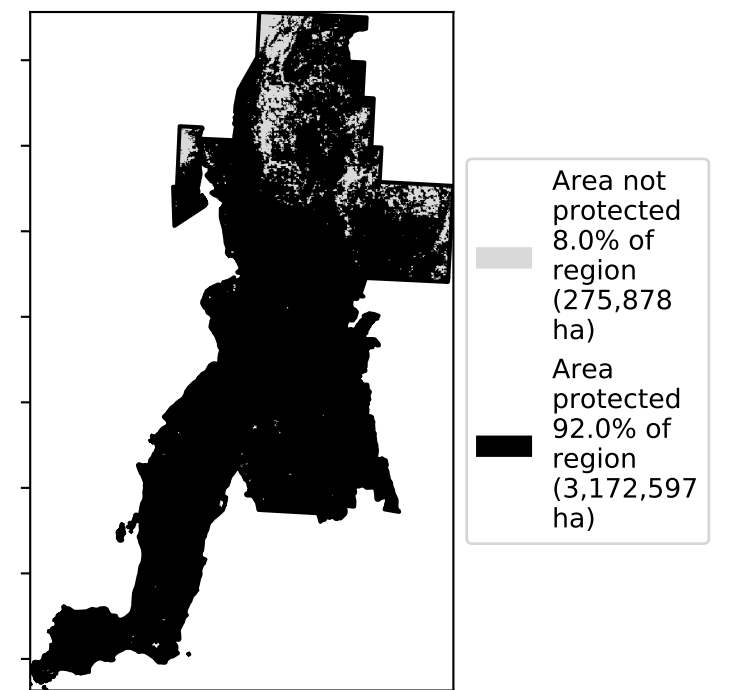 Area not
protected
8.0% of
region
(275,878
ha)
Area
protected
92.0% of
region
(3,172,597
ha)